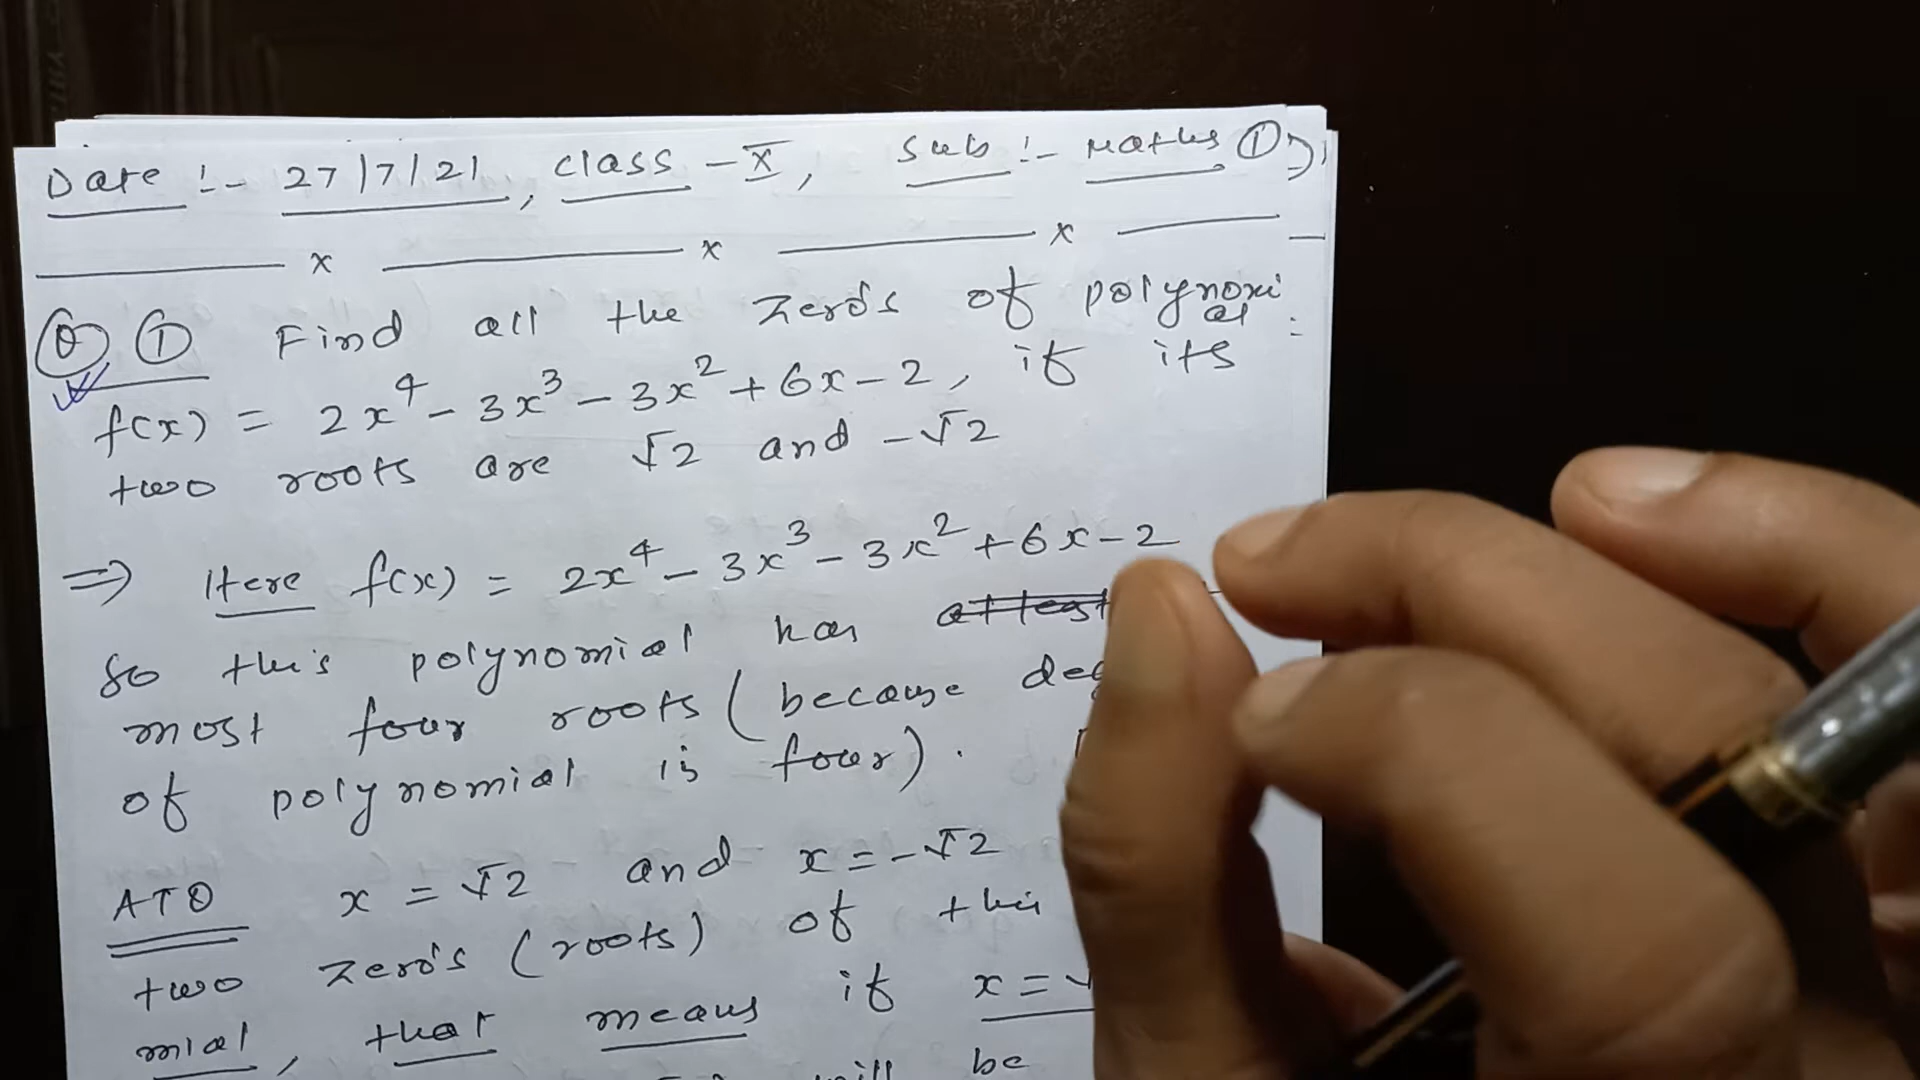 Date :- 27/7/21, class - X, Sub :- Maths ①
x x x
Q ① Find all the zero's of polynomial
f(x) = 2x⁴ - 3x³ - 3x² + 6x - 2, if its
two roots are √2 and -√2
⇒ Here f(x) = 2x⁴ - 3x³ - 3x² + 6x - 2
so this polynomial has
most four roots (because
of polynomial is four).
ATQ x = √2 and x = -√2
two zero's (roots) of this
mial, that means if x =
will be